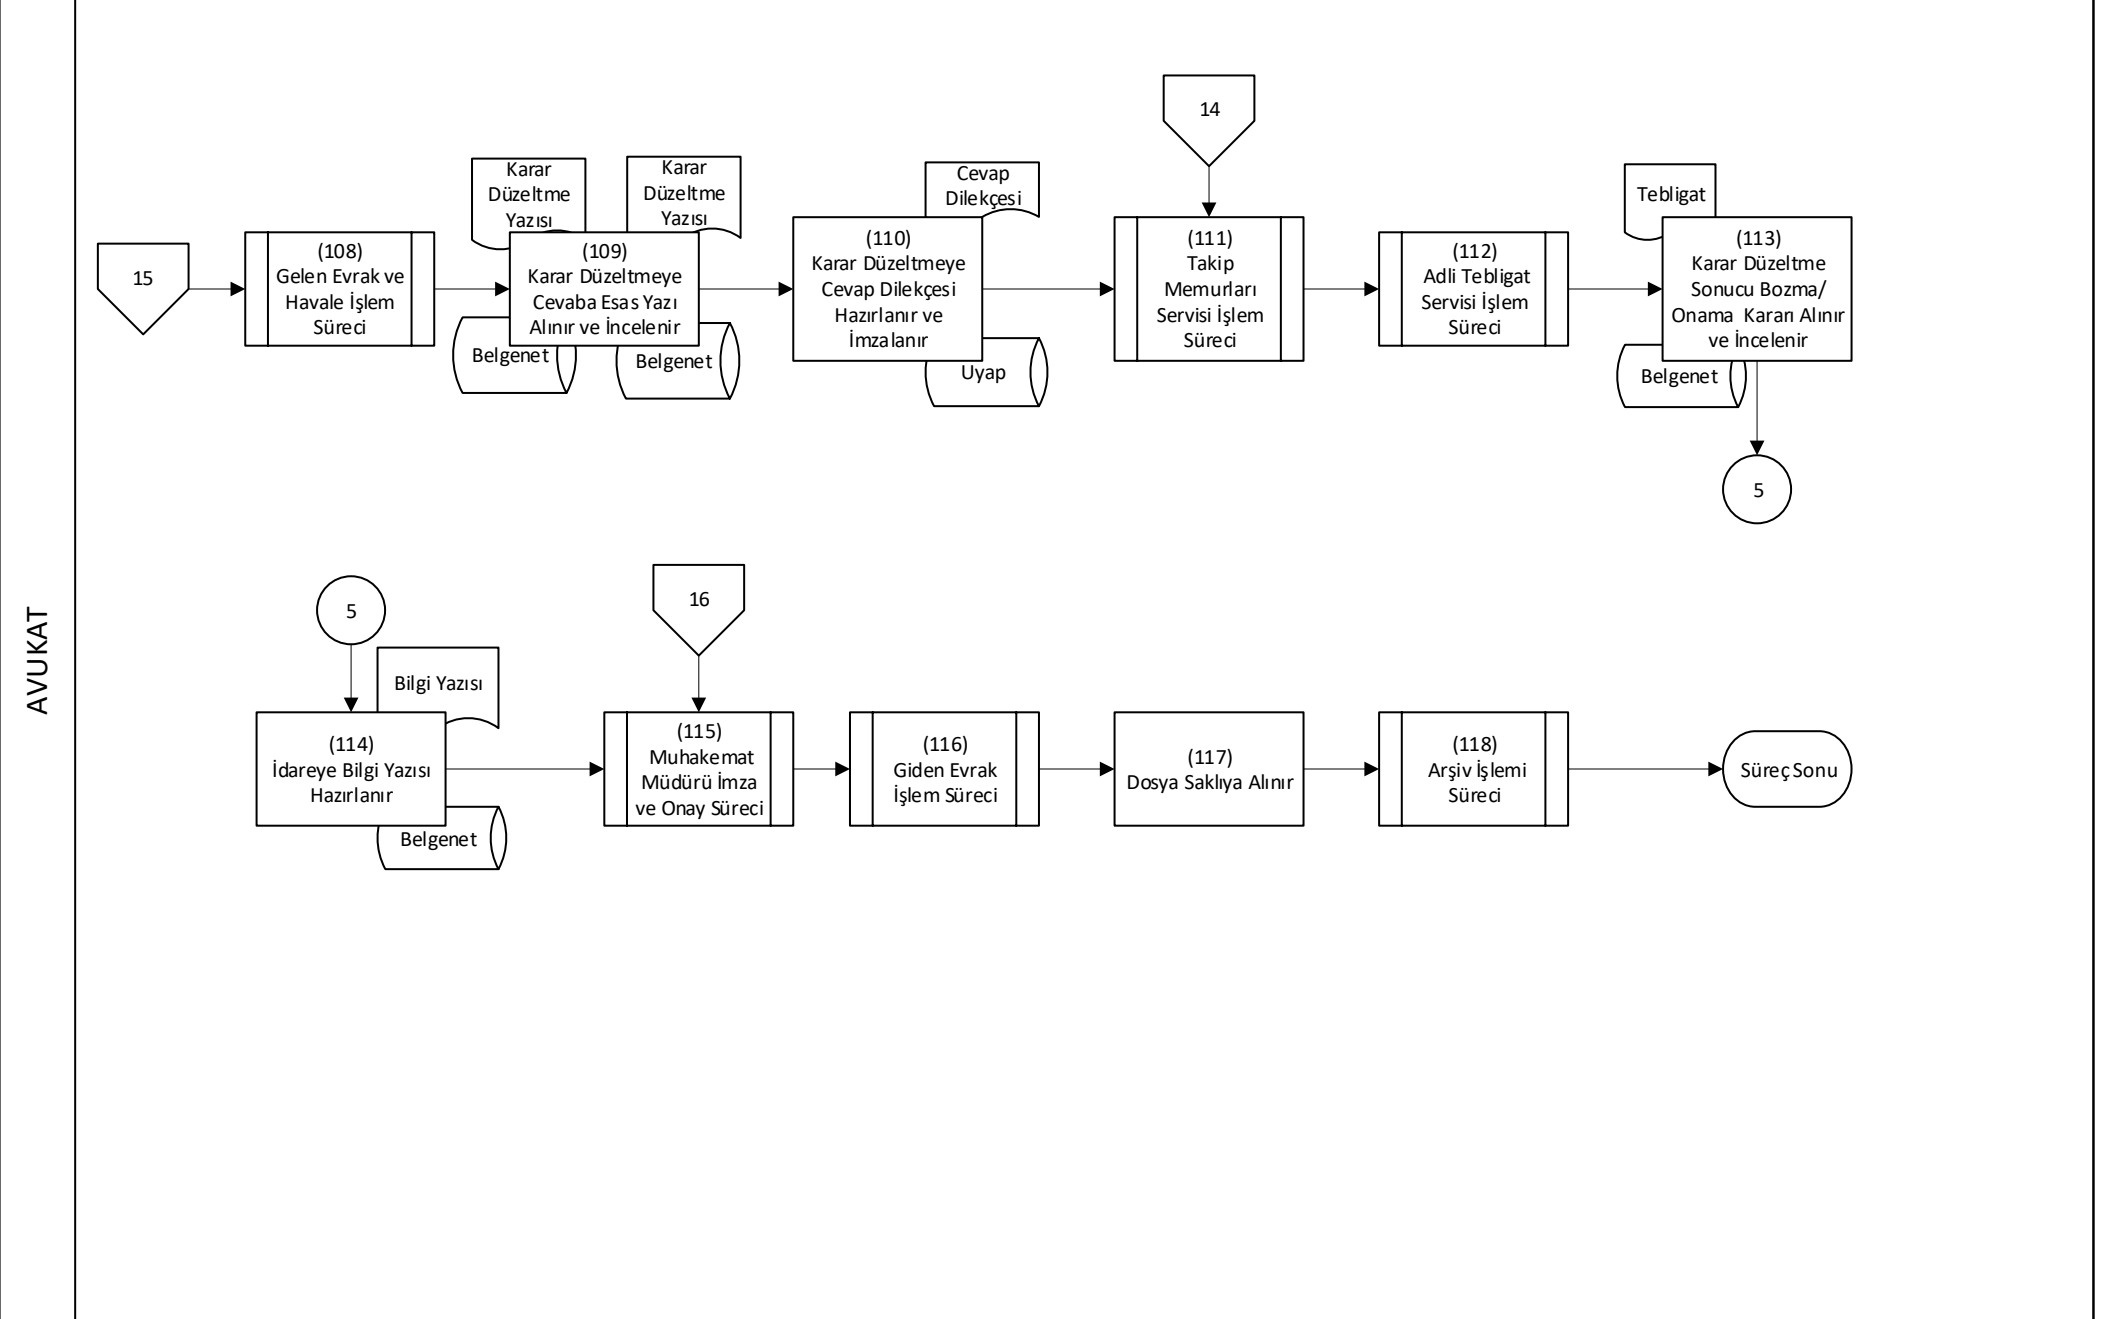 AVUKAT
15
(108)
Gelen Evrak ve
Havale İşlem
Süreci
Karar
Düzeltme
Yazısı
Karar
Düzeltme
Yazısı
(109)
Karar Düzeltmeye
Cevaba Esas Yazı
Alınır ve İncelenir
Belgenet
Belgenet
Cevap
Dilekçesi
(110)
Karar Düzeltmeye
Cevap Dilekçesi
Hazırlanır ve
İmzalanır
Uyap
14
(111)
Takip
Memurları
Servisi İşlem
Süreci
(112)
Adli Tebligat
Servisi İşlem
Süreci
Tebligat
(113)
Karar Düzeltme
Sonucu Bozma/
Onama Kararı Alınır
ve İncelenir
Belgenet
5
5
Bilgi Yazısı
(114)
İdareye Bilgi Yazısı
Hazırlanır
Belgenet
16
(115)
Muhakemat
Müdürü İmza
ve Onay Süreci
(116)
Giden Evrak
İşlem Süreci
(117)
Dosya Saklıya Alınır
(118)
Arşiv İşlemi
Süreci
Süreç Sonu